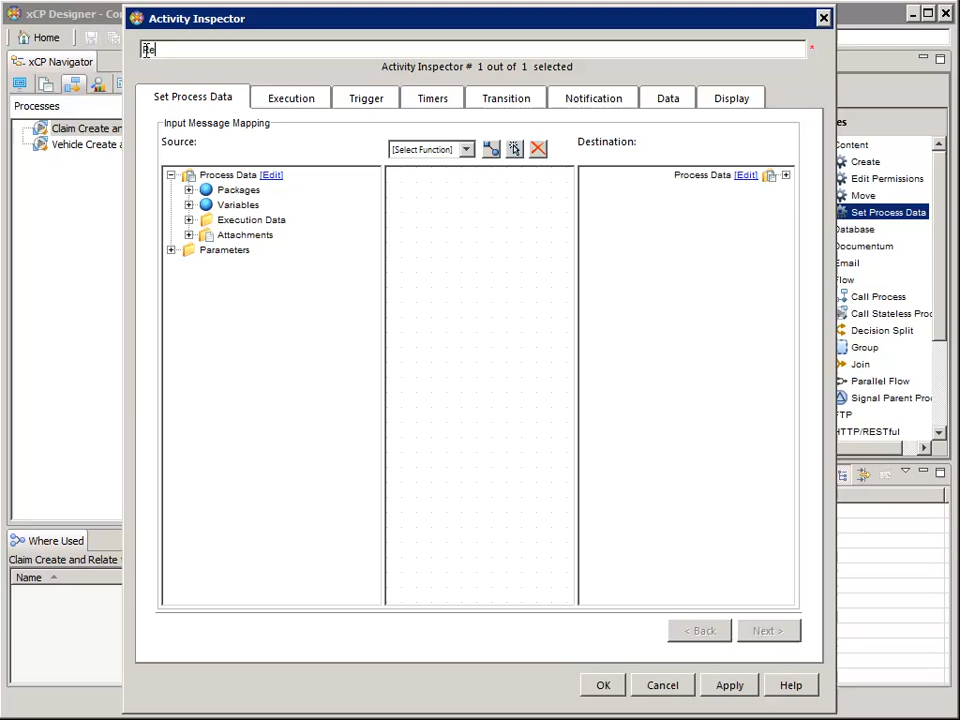 xCP Designer - Co
Activity Inspector
Home
Re
*
Activity Inspector # 1 out of 1 selected
xCP Navigator
Set Process Data
Execution
Trigger
Timers
Transition
Notification
Data
Display
Processes
Claim Create an
Vehicle Create a
Input Message Mapping
Source:
[Select Function]
Destination:
Process Data [Edit]
Packages
Variables
Execution Data
Attachments
Parameters
Process Data [Edit]
es
Content
Create
Edit Permissions
Move
Set Process Data
Database
Documentum
Email
Flow
Call Process
Call Stateless Proc
Decision Split
Group
Join
Parallel Flow
Signal Parent Pro
FTP
HTTP/RESTful
Where Used
Claim Create and Relate
Name
< Back
Next >
OK
Cancel
Apply
Help